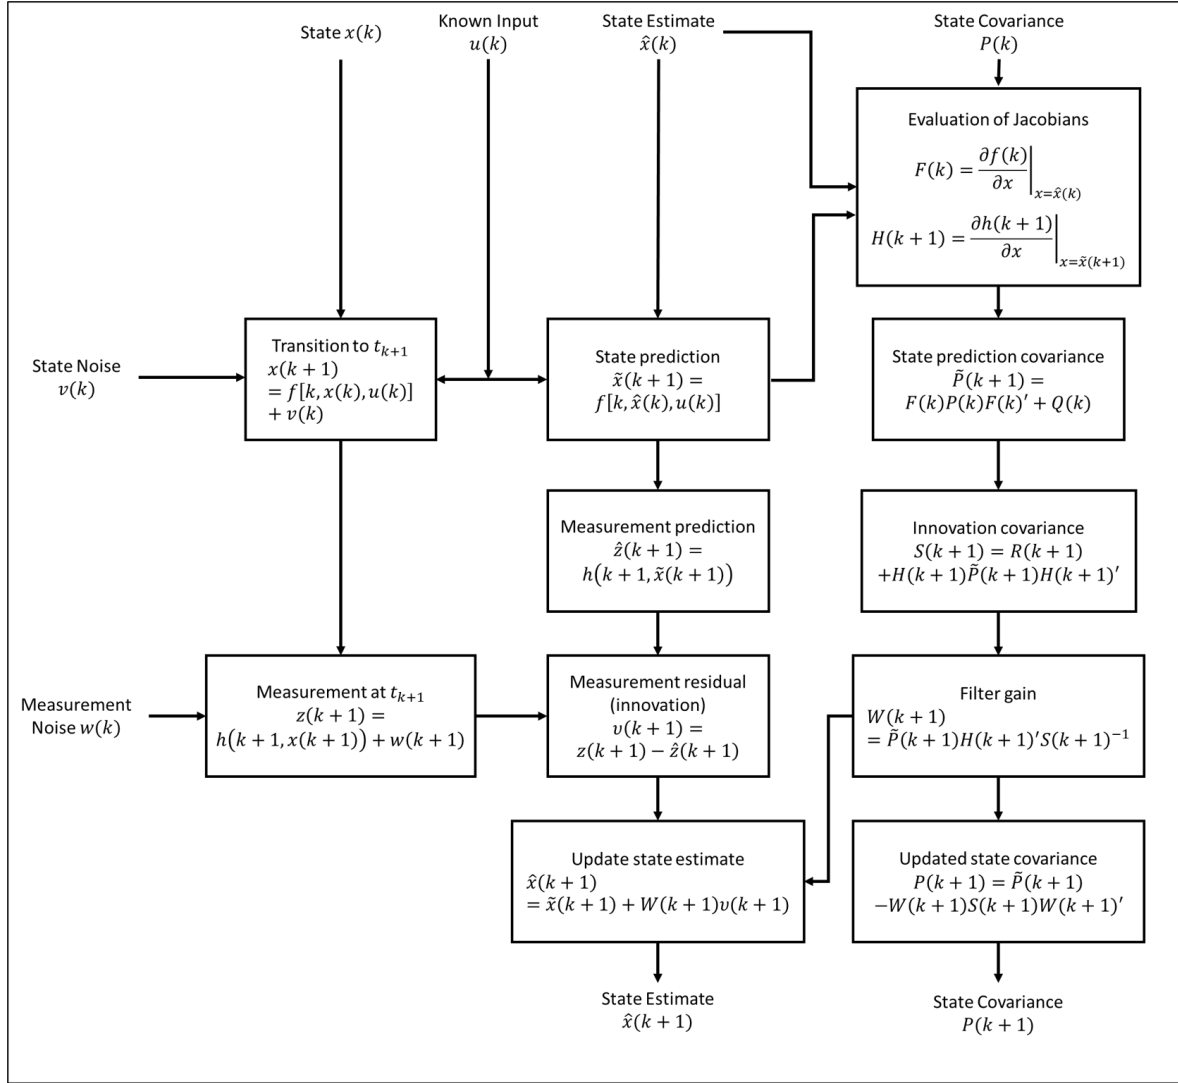 State x(k)
Known Input
u(k)
State Estimate
x̂(k)
State Covariance
P(k)
Evaluation of Jacobians
F(k) = ∂f(k)/∂x |x=x̂(k)
H(k + 1) = ∂h(k + 1)/∂x |x=x̃(k+1)
State Noise
v(k)
Transition to tk+1
x(k + 1)
= f[k, x(k), u(k)]
+ v(k)
State prediction
x̃(k + 1) =
f[k, x̂(k), u(k)]
State prediction covariance
P̃(k + 1) =
F(k)P(k)F(k)′ + Q(k)
Measurement prediction
ẑ(k + 1) =
h(k + 1, x̃(k + 1))
Innovation covariance
S(k + 1) = R(k + 1)
+H(k + 1)P̃(k + 1)H(k + 1)′
Measurement
Noise w(k)
Measurement at tk+1
z(k + 1) =
h(k + 1, x(k + 1)) + w(k + 1)
Measurement residual
(innovation)
υ(k + 1) =
z(k + 1) − ẑ(k + 1)
Filter gain
W(k + 1)
= P̃(k + 1)H(k + 1)′S(k + 1)⁻¹
Update state estimate
x̂(k + 1)
= x̃(k + 1) + W(k + 1)υ(k + 1)
Updated state covariance
P(k + 1) = P̃(k + 1)
−W(k + 1)S(k + 1)W(k + 1)′
State Estimate
x̂(k + 1)
State Covariance
P(k + 1)